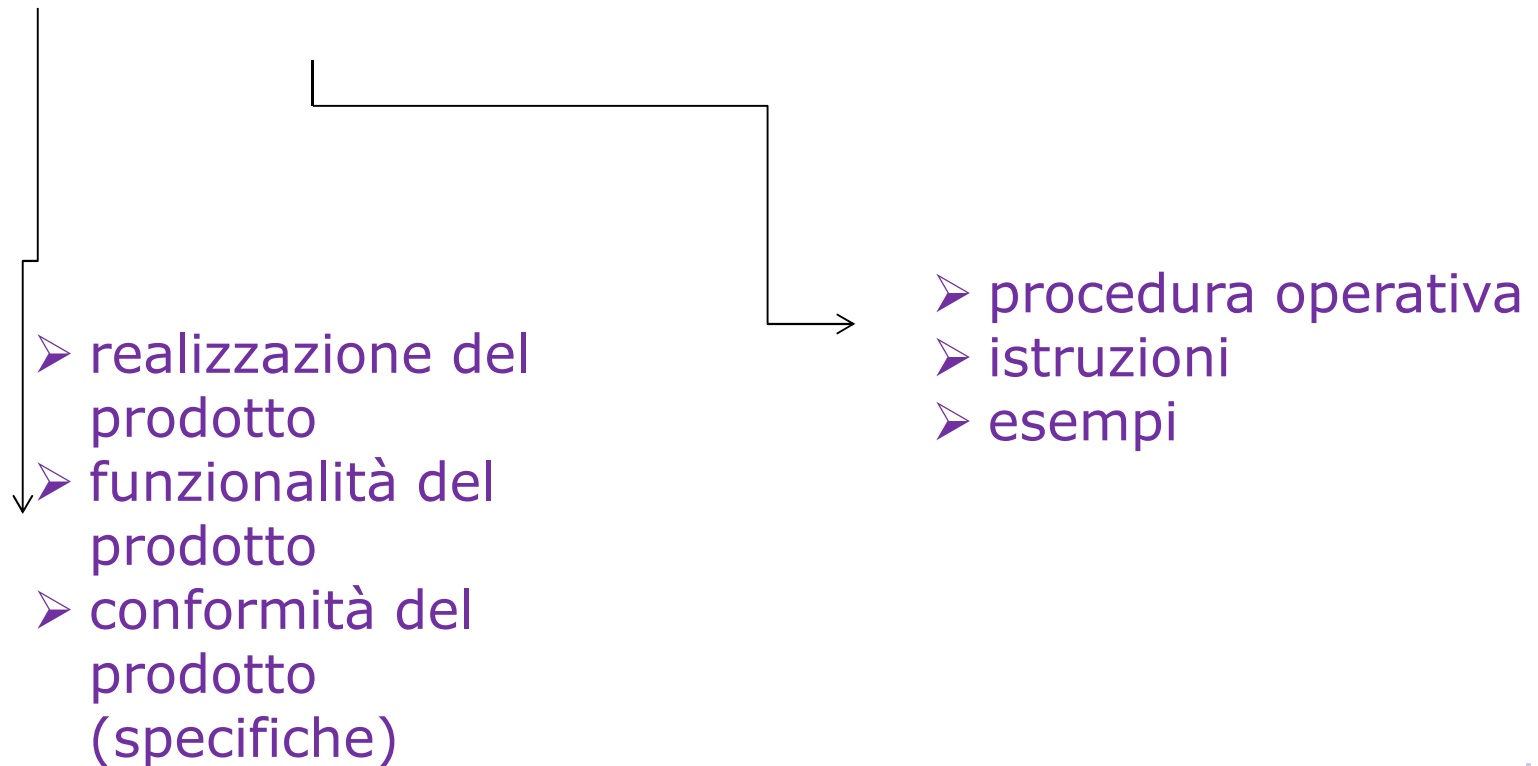 ➢ realizzazione del
prodotto
➢ funzionalità del
prodotto
➢ conformità del
prodotto
(specifiche)
➢ procedura operativa
➢ istruzioni
➢ esempi